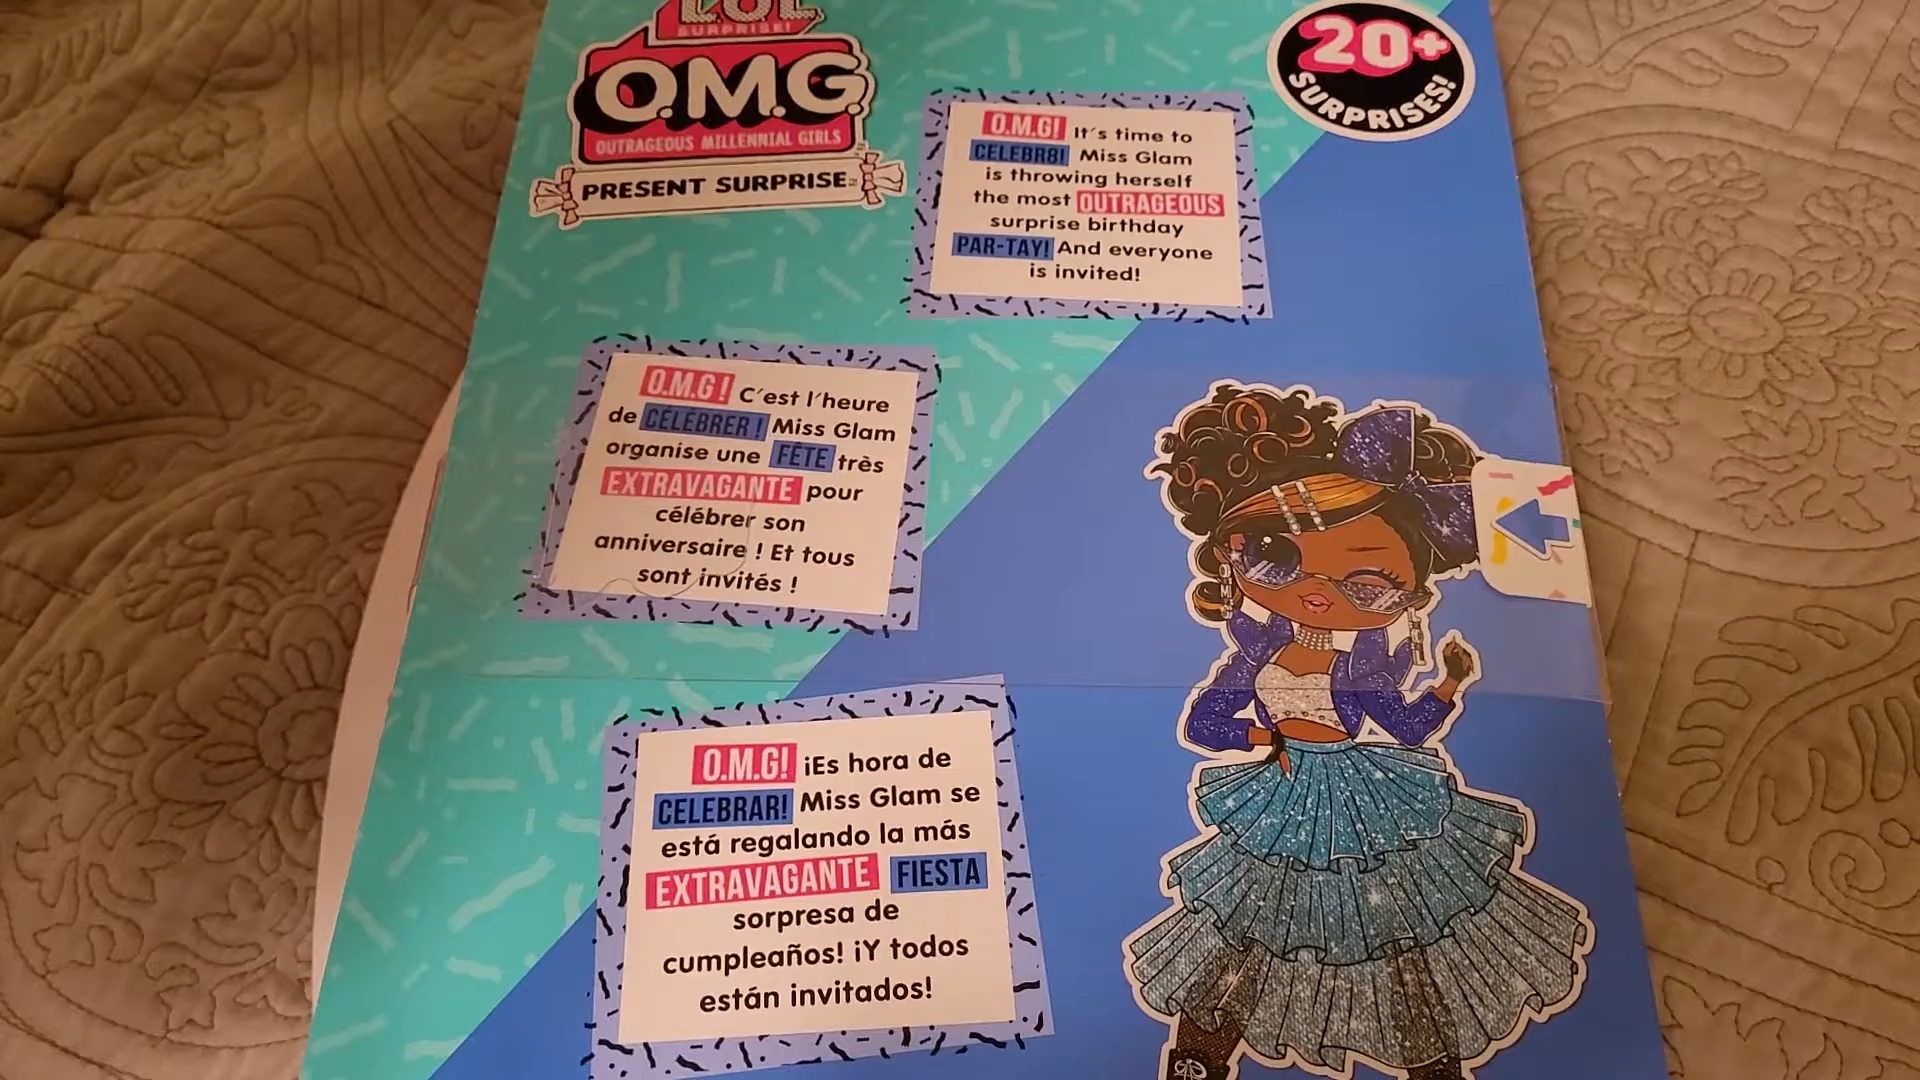 LOL
SURPRISE!
O.M.G.
OUTRAGEOUS MILLENNIAL GIRLS
PRESENT SURPRISE™
20+
SURPRISES!
O.M.G! It's time to
CELEBR8! Miss Glam
is throwing herself
the most OUTRAGEOUS
surprise birthday
PAR-TAY! And everyone
is invited!
O.M.G ! C'est l'heure
de CÉLÉBRER ! Miss Glam
organise une FÊTE très
EXTRAVAGANTE pour
célébrer son
anniversaire ! Et tous
sont invités !
O.M.G! ¡Es hora de
CELEBRAR! Miss Glam se
está regalando la más
EXTRAVAGANTE FIESTA
sorpresa de
cumpleaños! ¡Y todos
están invitados!